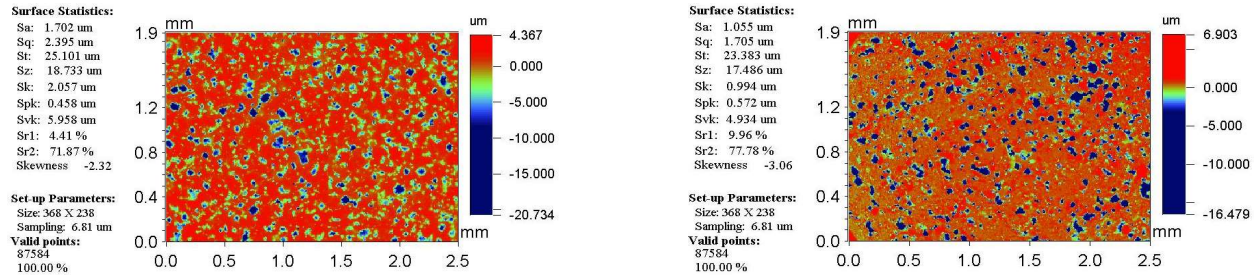 Surface Statistics:
Sa: 1.702 um
Sq: 2.395 um
St: 25.101 um
Sz: 18.733 um
Sk: 2.057 um
Spk: 0.458 um
Svk: 5.958 um
Sr1: 4.41 %
Sr2: 71.87 %
Skewness -2.32
Set-up Parameters:
Size: 368 X 238
Sampling: 6.81 um
Valid points:
87584
100.00 %
mm
1.9
1.2
0.8
0.4
0.0
0.0 0.5 1.0 1.5 2.0 2.5
um
4.367
0.000
-5.000
-10.000
-15.000
-20.734
mm
Surface Statistics:
Sa: 1.055 um
Sq: 1.705 um
St: 23.383 um
Sz: 17.486 um
Sk: 0.994 um
Spk: 0.572 um
Svk: 4.934 um
Sr1: 9.96 %
Sr2: 77.78 %
Skewness -3.06
Set-up Parameters:
Size: 368 X 238
Sampling: 6.81 um
Valid points:
87584
100.00 %
mm
1.9
1.2
0.8
0.4
0.0
0.0 0.5 1.0 1.5 2.0 2.5
um
6.903
0.000
-5.000
-10.000
-16.479
mm